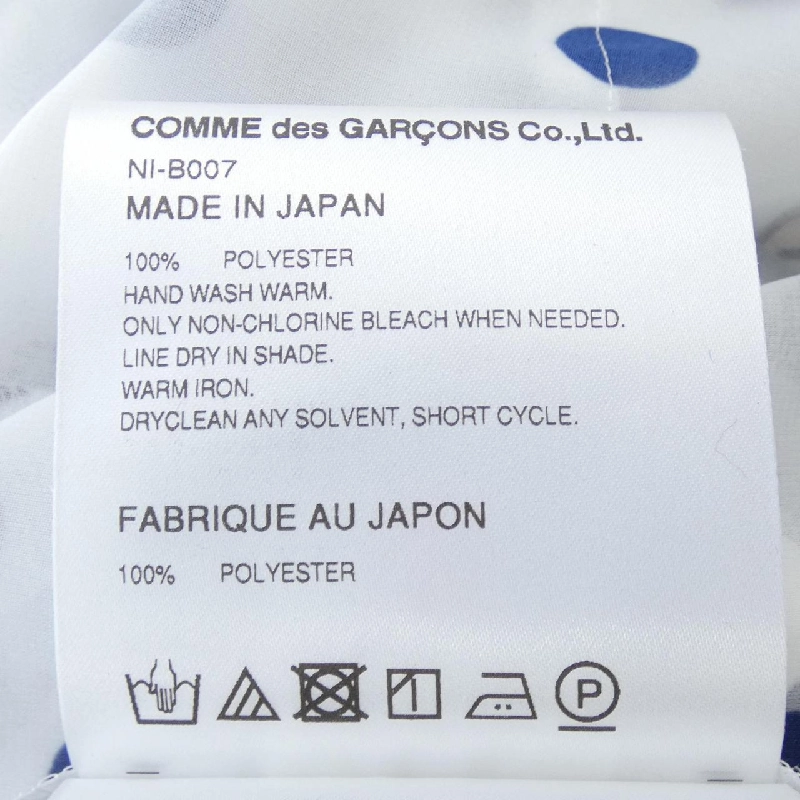 COMME des GARÇONS Co.,Ltd.
NI-B007
MADE IN JAPAN
100% POLYESTER
HAND WASH WARM.
ONLY NON-CHLORINE BLEACH WHEN NEEDED.
LINE DRY IN SHADE.
WARM IRON.
DRYCLEAN ANY SOLVENT, SHORT CYCLE.
FABRIQUE AU JAPON
100% POLYESTER
P